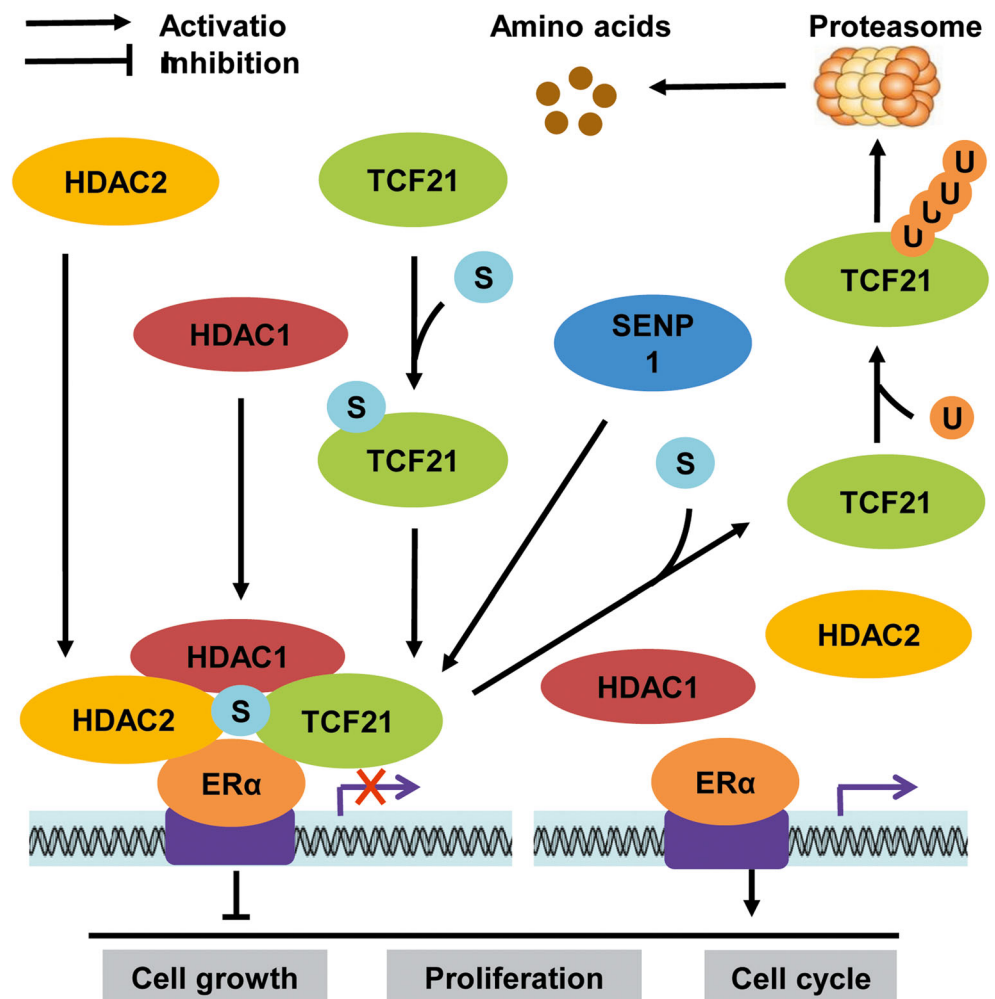 Activatio
n
Inhibition
Amino acids
Proteasome
HDAC2
TCF21
U
U
U
U
TCF21
S
HDAC1
SENP
1
S
TCF21
S
U
TCF21
HDAC2
HDAC1
HDAC1
HDAC2
S
TCF21
ERα
ERα
Cell growth
Proliferation
Cell cycle